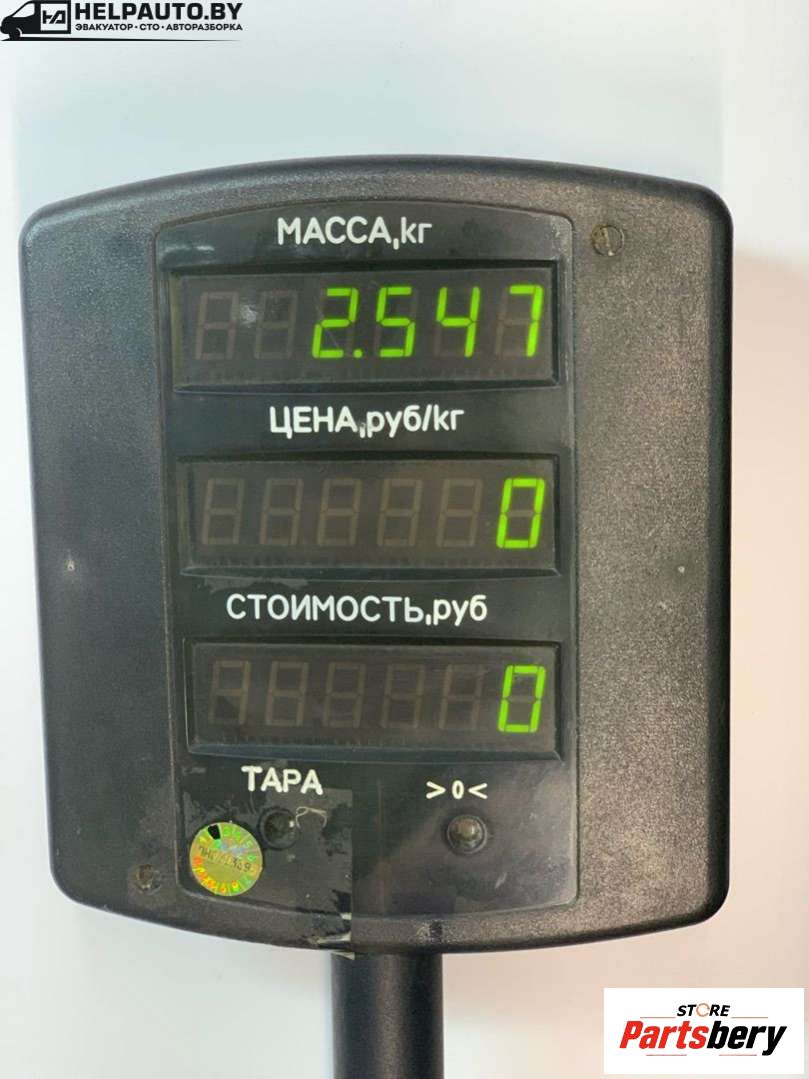 HELPAUTO.BY
ЭВАКУАТОР • СТО • АВТОРАЗБОРКА
МАССА,кг
2.547
ЦЕНА,руб/кг
0
СТОИМОСТЬ,руб
0
ТАРА >0<
STORE
Partsbery